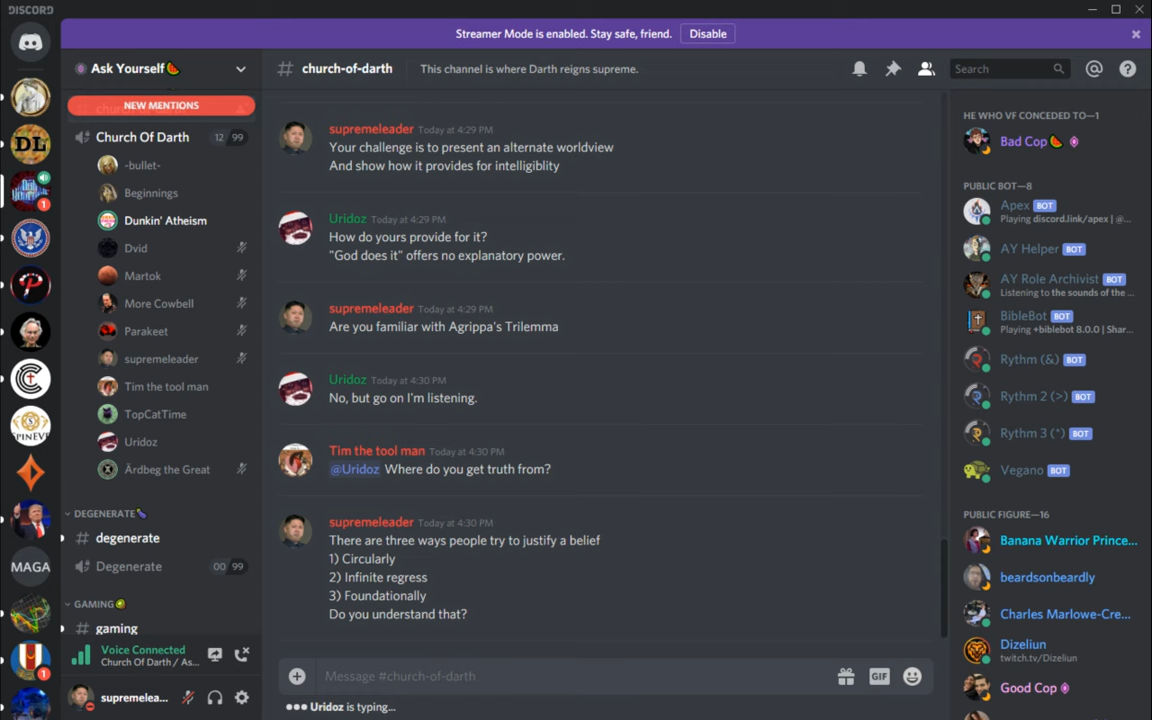 DISCORD
Streamer Mode is enabled. Stay safe, friend.
Disable
Ask Yourself🍉
# church-of-darth
This channel is where Darth reigns supreme.
Search
NEW MENTIONS
Church Of Darth
12 99
-bullet-
Beginnings
Dunkin' Atheism
Dvid
Martok
More Cowbell
Parakeet
supremeleader
Tim the tool man
TopCatTime
Uridoz
Ärdbeg the Great
DEGENERATE🍆
# degenerate
Degenerate
00 99
GAMING🥝
# gaming
Voice Connected
Church Of Darth / As...
supremelea...
DL
MAGA
1
1
supremeleader Today at 4:29 PM
Your challenge is to present an alternate worldview
And show how it provides for intelligiblity
Uridoz Today at 4:29 PM
How do yours provide for it?
"God does it" offers no explanatory power.
supremeleader Today at 4:29 PM
Are you familiar with Agrippa's Trilemma
Uridoz Today at 4:30 PM
No, but go on I'm listening.
Tim the tool man Today at 4:30 PM
@Uridoz Where do you get truth from?
supremeleader Today at 4:30 PM
There are three ways people try to justify a belief
1) Circularly
2) Infinite regress
3) Foundationally
Do you understand that?
Message #church-of-darth
GIF
Uridoz is typing...
HE WHO VF CONCEDED TO—1
Bad Cop🍉
PUBLIC BOT—8
Apex BOT
Playing discord.link/apex | @...
AY Helper BOT
AY Role Archivist BOT
Listening to the sounds of the ...
BibleBot BOT
Playing +biblebot 8.0.0 | Shar...
Rythm (&) BOT
Rythm 2 (>) BOT
Rythm 3 (*) BOT
Vegano BOT
PUBLIC FIGURE—16
Banana Warrior Prince...
beardsonbeardly
Charles Marlowe-Cre...
Dizeliun
twitch.tv/Dizeliun
Good Cop